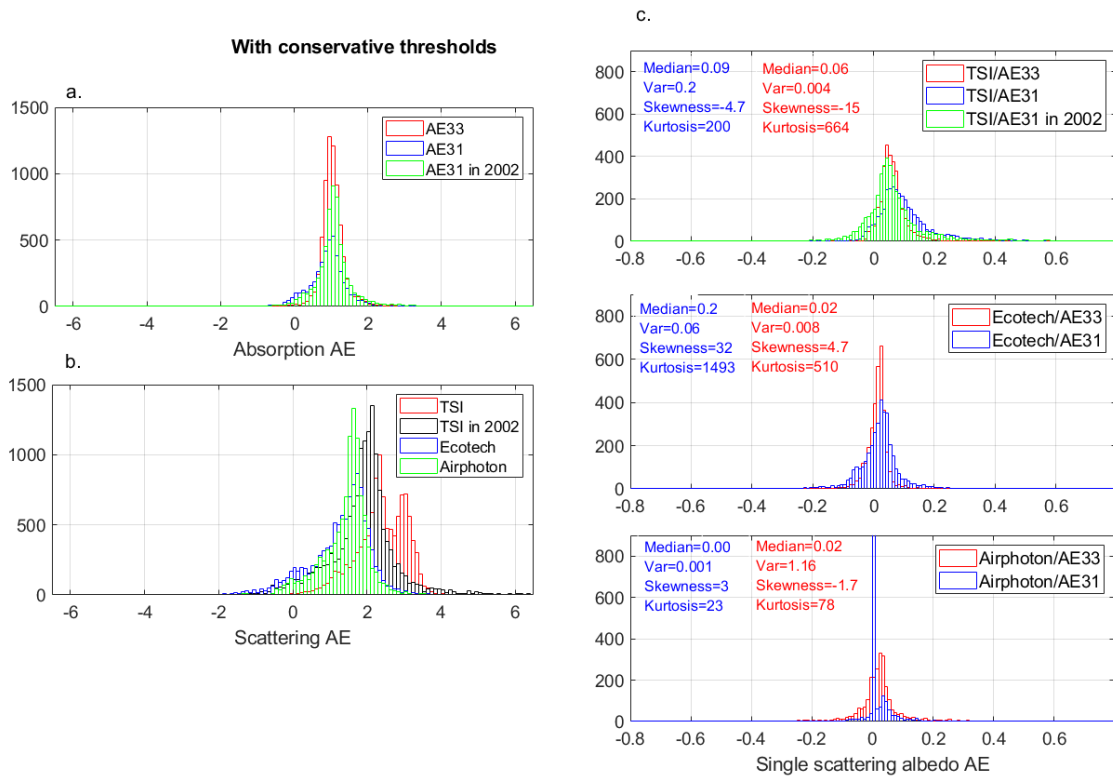 With conservative thresholds
a.
1500
1000
500
0
-6
-4
-2
0
2
4
6
Absorption AE
AE33
AE31
AE31 in 2002
b.
1500
1000
500
0
-6
-4
-2
0
2
4
6
Scattering AE
TSI
TSI in 2002
Ecotech
Airphoton
c.
800
600
400
200
0
-0.8
-0.6
-0.4
-0.2
0
0.2
0.4
0.6
Median=0.09
Var=0.2
Skewness=-4.7
Kurtosis=200
Median=0.06
Var=0.004
Skewness=-15
Kurtosis=664
TSI/AE33
TSI/AE31
TSI/AE31 in 2002
800
600
400
200
0
-0.8
-0.6
-0.4
-0.2
0
0.2
0.4
0.6
Median=0.2
Var=0.06
Skewness=32
Kurtosis=1493
Median=0.02
Var=0.008
Skewness=4.7
Kurtosis=510
Ecotech/AE33
Ecotech/AE31
800
600
400
200
0
-0.8
-0.6
-0.4
-0.2
0
0.2
0.4
0.6
Median=0.00
Var=0.001
Skewness=3
Kurtosis=23
Median=0.02
Var=1.16
Skewness=-1.7
Kurtosis=78
Airphoton/AE33
Airphoton/AE31
Single scattering albedo AE